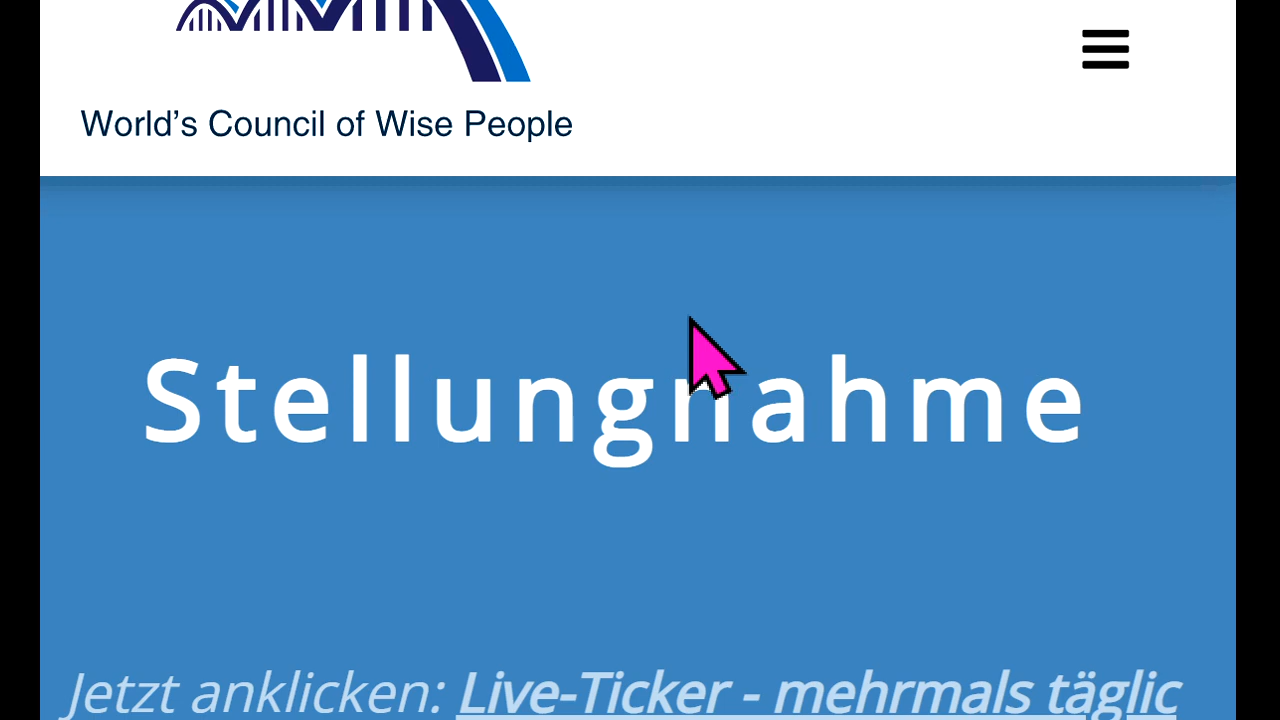 World’s Council of Wise People
Stellungnahme
Jetzt anklicken: Live-Ticker - mehrmals täglic